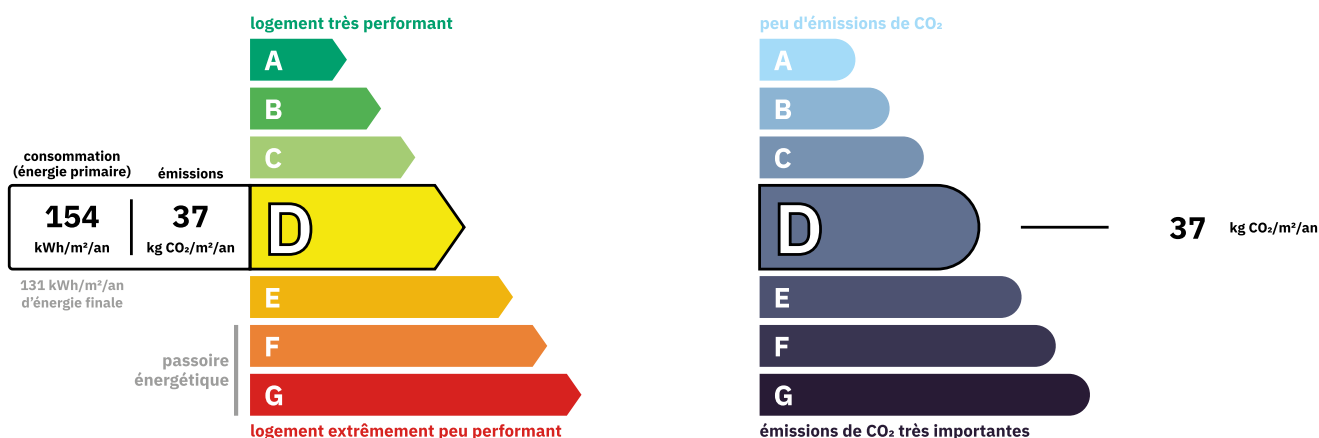 logement très performant
A
B
C
consommation
(énergie primaire)
émissions
154
kWh/m²/an
37
kg CO₂/m²/an
D
131 kWh/m²/an
d'énergie finale
E
passoire
énergétique
F
G
logement extrêmement peu performant
peu d'émissions de CO₂
A
B
C
D
37 kg CO₂/m²/an
E
F
G
émissions de CO₂ très importantes